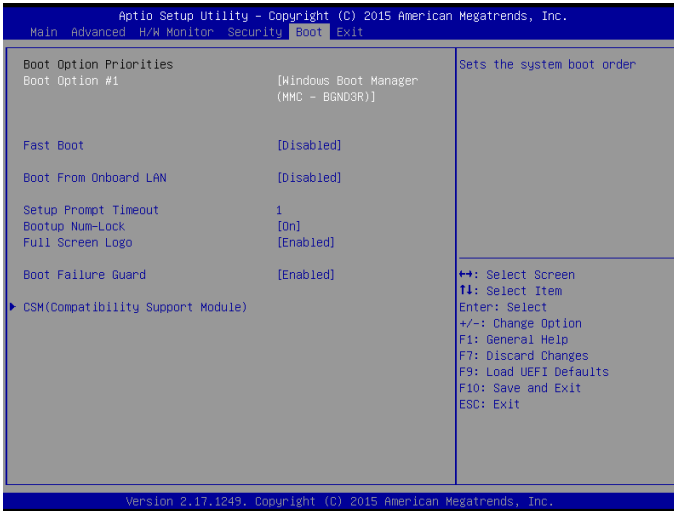 Aptio Setup Utility – Copyright (C) 2015 American Megatrends, Inc.
Main Advanced H/W Monitor Security Boot Exit
Boot Option Priorities
Boot Option #1 [Windows Boot Manager
(MMC – BGND3R)]
Fast Boot [Disabled]
Boot From Onboard LAN [Disabled]
Setup Prompt Timeout 1
Bootup Num–Lock [On]
Full Screen Logo [Enabled]
Boot Failure Guard [Enabled]
CSM(Compatibility Support Module)
Sets the system boot order
↔: Select Screen
↑↓: Select Item
Enter: Select
+/–: Change Option
F1: General Help
F7: Discard Changes
F9: Load UEFI Defaults
F10: Save and Exit
ESC: Exit
Version 2.17.1249. Copyright (C) 2015 American Megatrends, Inc.